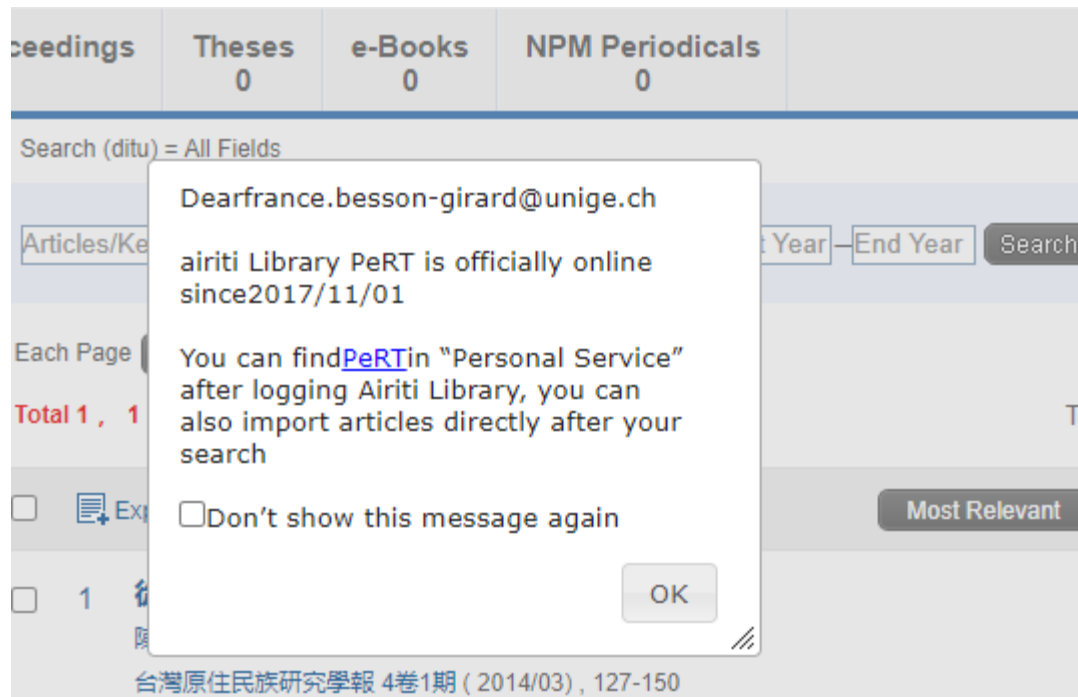 ceedings Theses e-Books NPM Periodicals
0 0 0
Search (ditu) = All Fields
Dearfrance.besson-girard@unige.ch
Articles/Ke Year — End Year Search
airiti Library PeRT is officially online
since2017/11/01
Each Page
You can findPeRTin “Personal Service”
after logging Airiti Library, you can
Total 1 , 1 also import articles directly after your
search
Exp
Don’t show this message again
Most Relevant
OK
1
台灣原住民族研究學報 4卷1期 ( 2014/03) , 127-150